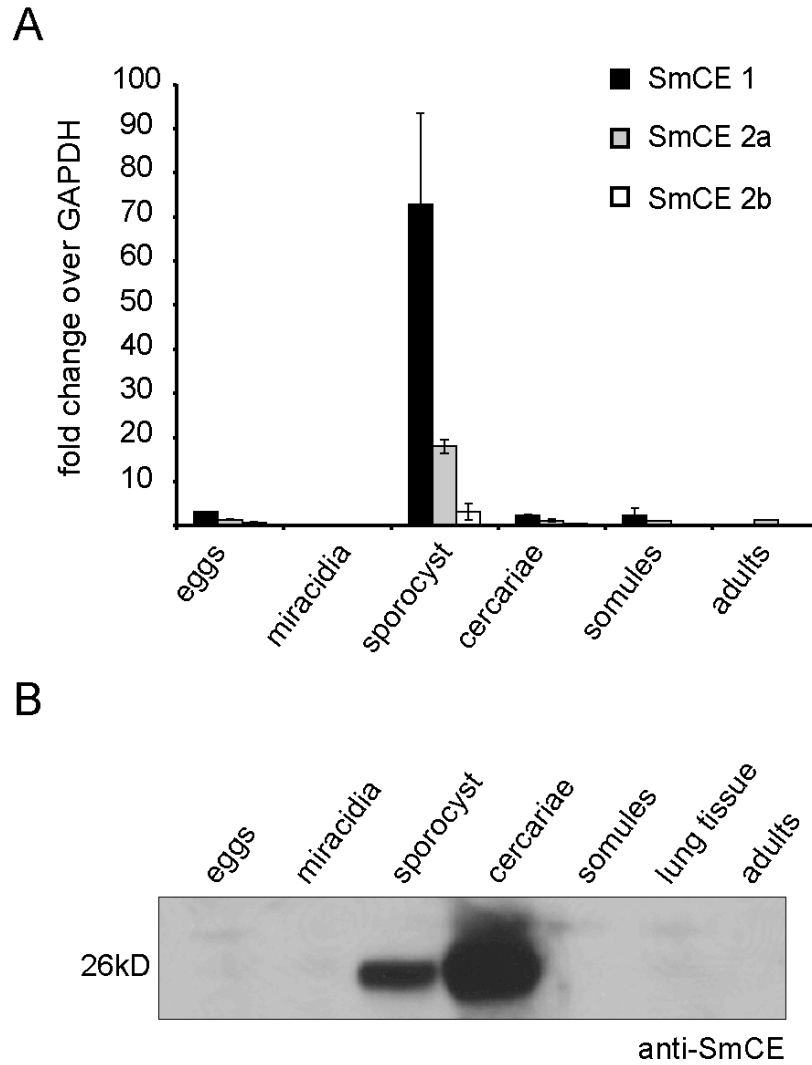 A
fold change over GAPDH
100
90
80
70
60
50
40
30
20
10
SmCE 1
SmCE 2a
SmCE 2b
eggs
miracidia
sporocyst
cercariae
somules
adults
B
eggs
miracidia
sporocyst
cercariae
somules
lung tissue
adults
26kD
anti-SmCE